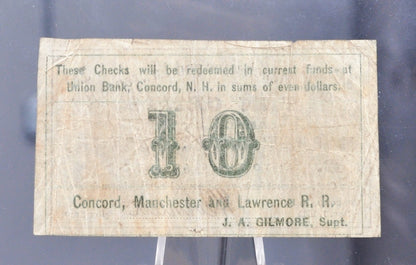 These Checks will be redeemed in current funds at
Union Bank, Concord, N. H. in sums of even dollars.
10
Concord, Manchester and Lawrence R. R.
J. A. GILMORE, Supt.